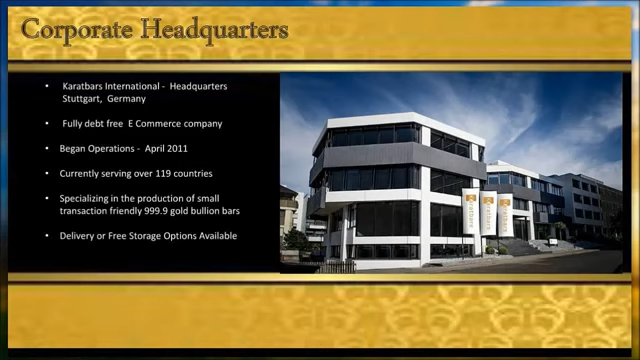 Corporate Headquarters
• Karatbars International - Headquarters
Stuttgart, Germany
• Fully debt free E Commerce company
• Began Operations - April 2011
• Currently serving over 119 countries
• Specializing in the production of small
transaction friendly 999.9 gold bullion bars
• Delivery or Free Storage Options Available